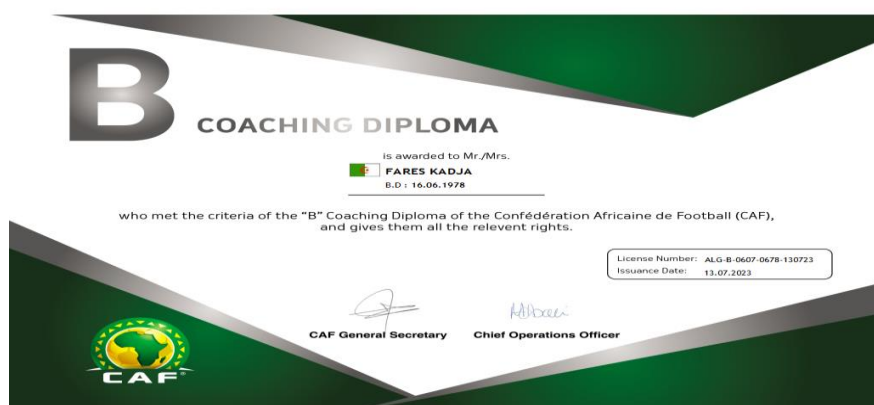 B COACHING DIPLOMA
is awarded to Mr./Mrs.
FARES KADJA
B.D : 16.06.1978
who met the criteria of the “B” Coaching Diploma of the Confédération Africaine de Football (CAF),
and gives them all the relevent rights.
License Number: ALG-B-0607-0678-130723
Issuance Date: 13.07.2023
CAF General Secretary Chief Operations Officer
CAF